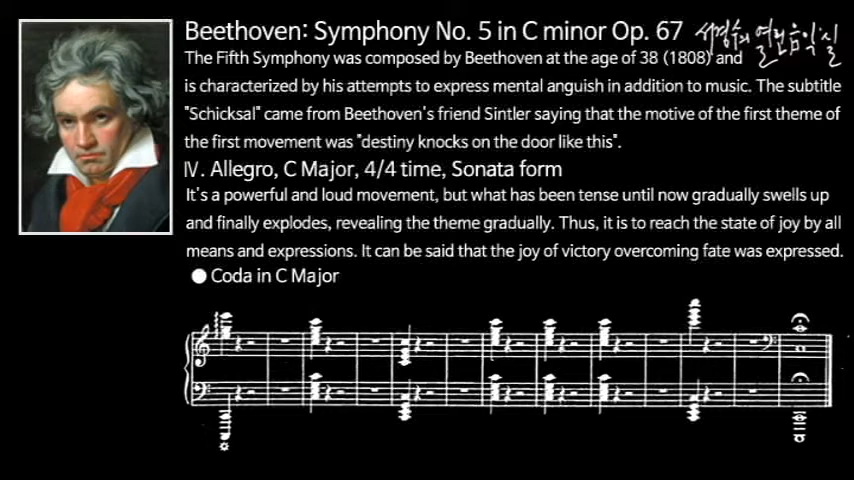 Beethoven: Symphony No. 5 in C minor Op. 67
서경수의 열린음악실
The Fifth Symphony was composed by Beethoven at the age of 38 (1808) and
is characterized by his attempts to express mental anguish in addition to music. The subtitle
"Schicksal" came from Beethoven's friend Sintler saying that the motive of the first theme of
the first movement was "destiny knocks on the door like this".
Ⅳ. Allegro, C Major, 4/4 time, Sonata form
It's a powerful and loud movement, but what has been tense until now gradually swells up
and finally explodes, revealing the theme gradually. Thus, it is to reach the state of joy by all
means and expressions. It can be said that the joy of victory overcoming fate was expressed.
● Coda in C Major